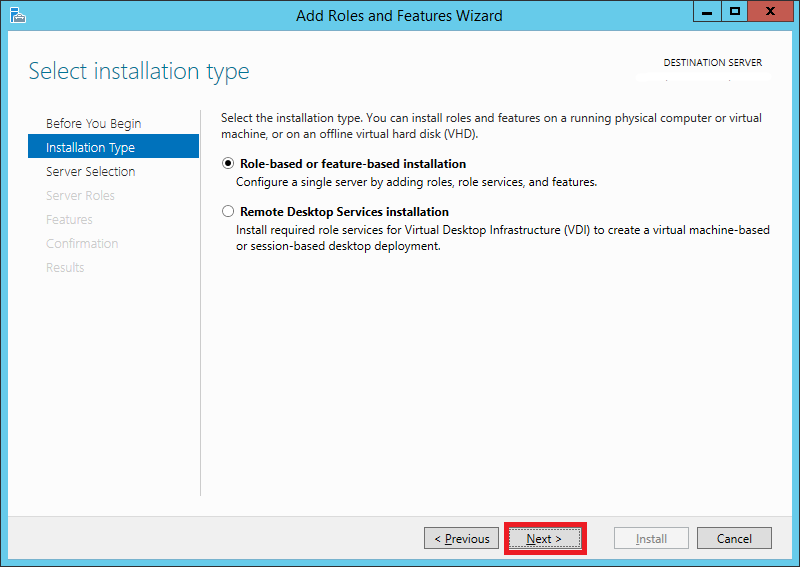 Add Roles and Features Wizard
Select installation type
DESTINATION SERVER
Before You Begin
Installation Type
Server Selection
Server Roles
Features
Confirmation
Results
Select the installation type. You can install roles and features on a running physical computer or virtual
machine, or on an offline virtual hard disk (VHD).
Role-based or feature-based installation
Configure a single server by adding roles, role services, and features.
Remote Desktop Services installation
Install required role services for Virtual Desktop Infrastructure (VDI) to create a virtual machine-based
or session-based desktop deployment.
< Previous
Next >
Install
Cancel